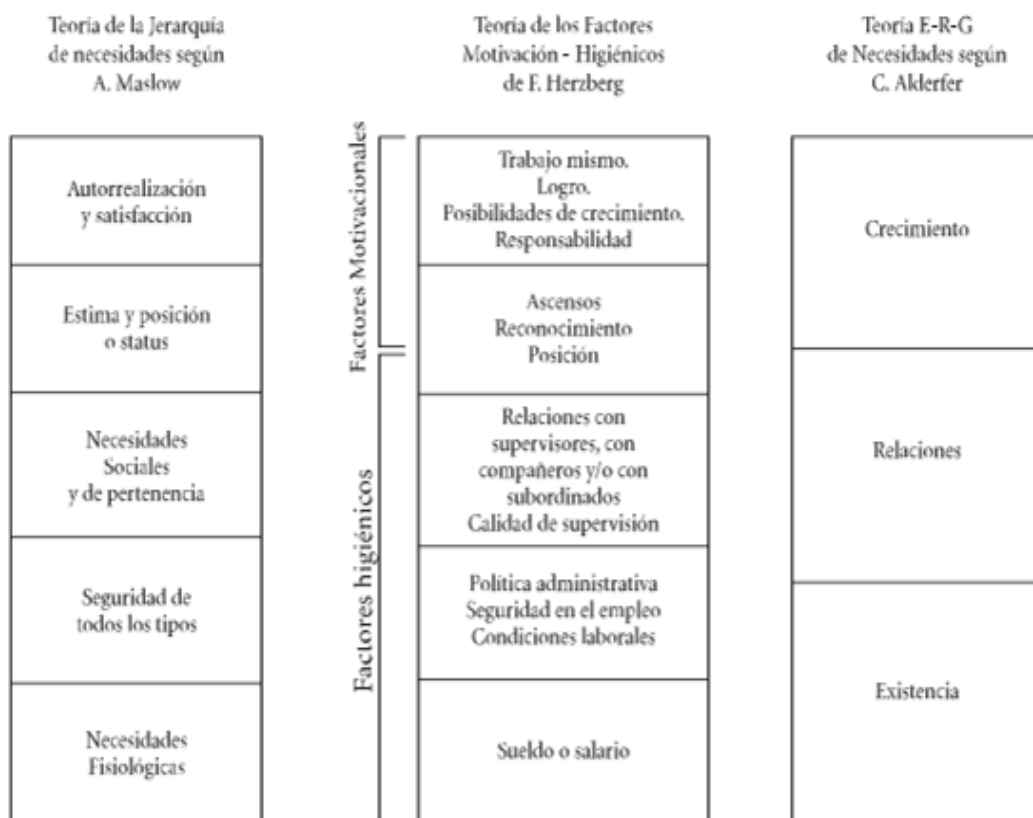 Teoría de la Jerarquía
de necesidades según
A. Maslow
Autorrealización
y satisfacción
Estima y posición
o status
Necesidades
Sociales
y de pertenencia
Seguridad de
todos los tipos
Necesidades
Fisiológicas
Teoría de los Factores
Motivación - Higiénicos
de F. Herzberg
Factores Motivacionales
Factores higiénicos
Trabajo mismo.
Logro.
Posibilidades de crecimiento.
Responsabilidad
Ascensos
Reconocimiento
Posición
Relaciones con
supervisores, con
compañeros y/o con
subordinados
Calidad de supervisión
Política administrativa
Seguridad en el empleo
Condiciones laborales
Sueldo o salario
Teoría E-R-G
de Necesidades según
C. Alderfer
Crecimiento
Relaciones
Existencia